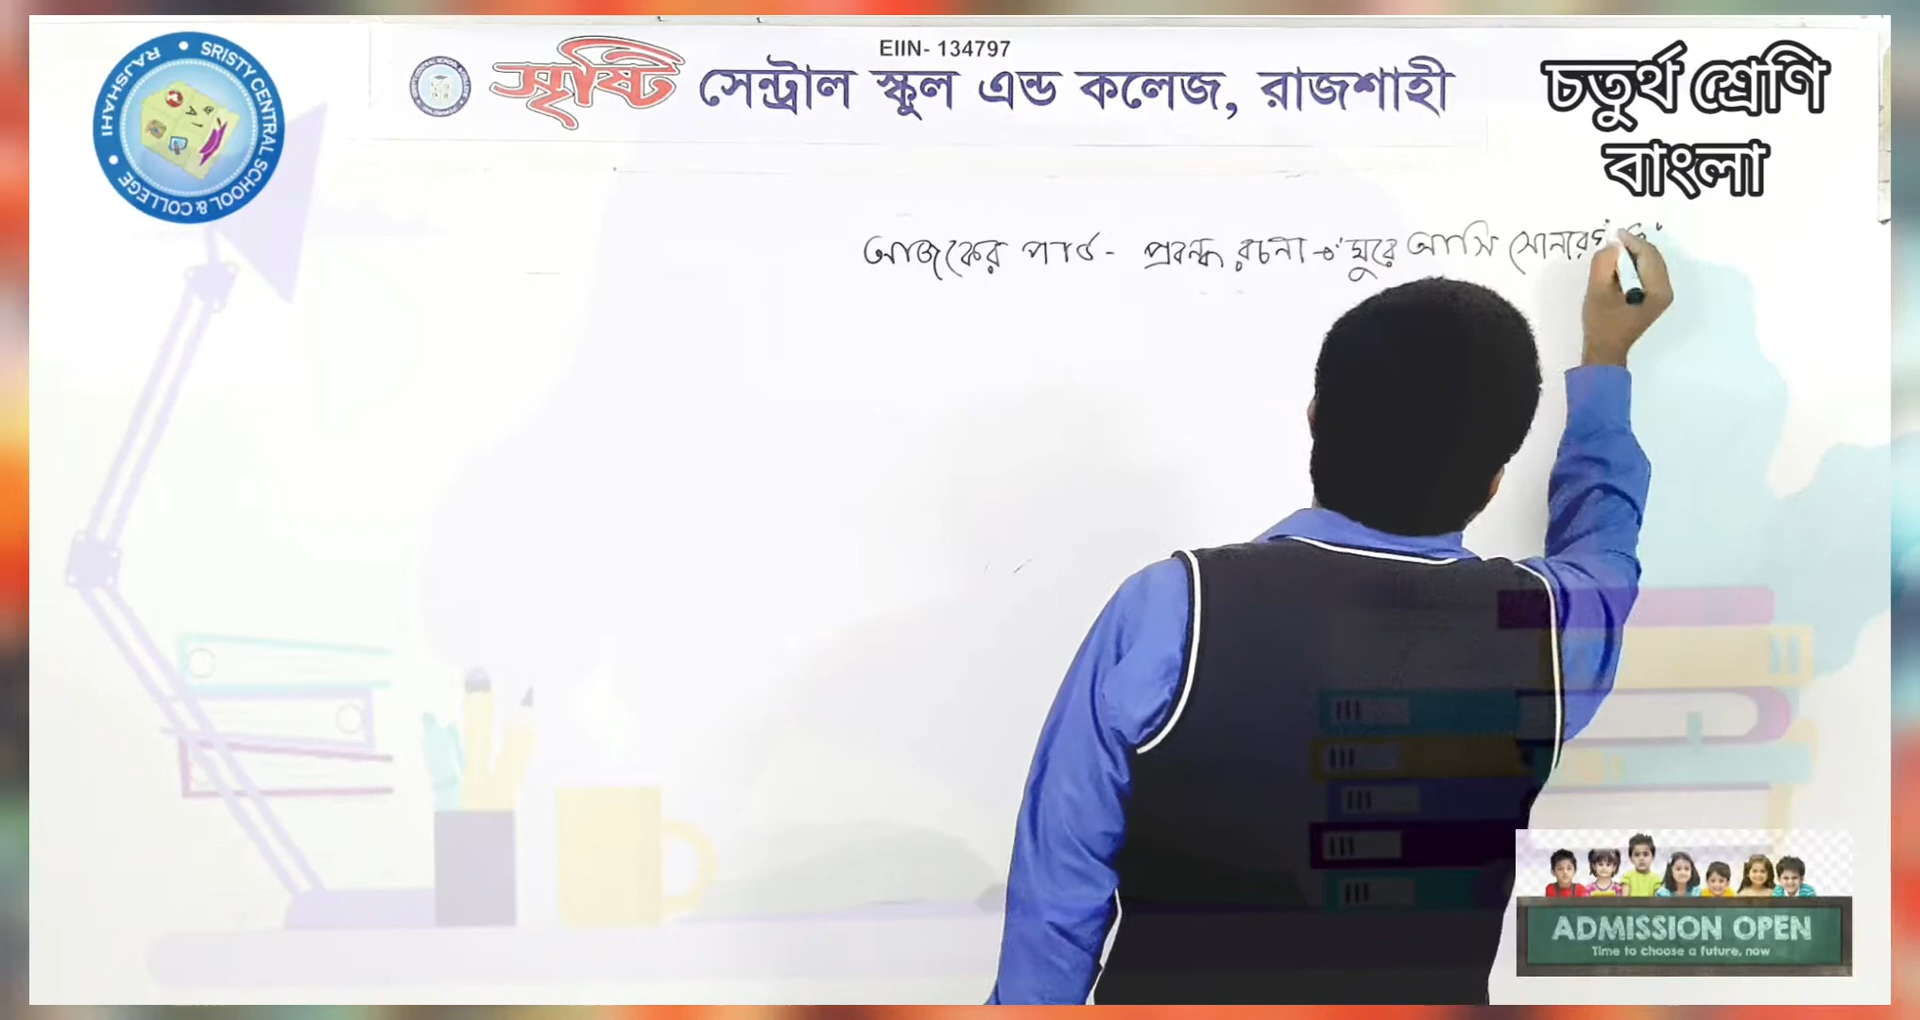 SRISTY CENTRAL SCHOOL & COLLEGE
RAJSHAHI
EIIN- 134797
সৃষ্টি সেন্ট্রাল স্কুল এন্ড কলেজ, রাজশাহী
চতুর্থ শ্রেণি
বাংলা
আজকের পাঠ - প্রবন্ধ রচনা → 'ঘুরে আসি
ADMISSION OPEN
Time to choose a future, now